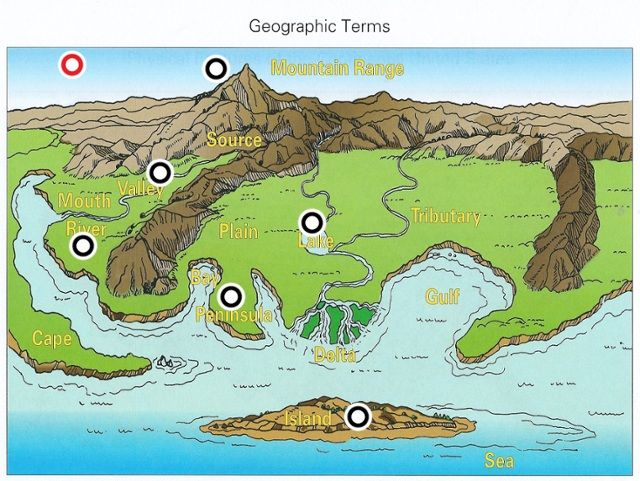 Geographic Terms
Mountain Range
Source
Valley
Mouth
River
Plain
Lake
Tributary
Bay
Peninsula
Gulf
Cape
Delta
Island
Sea